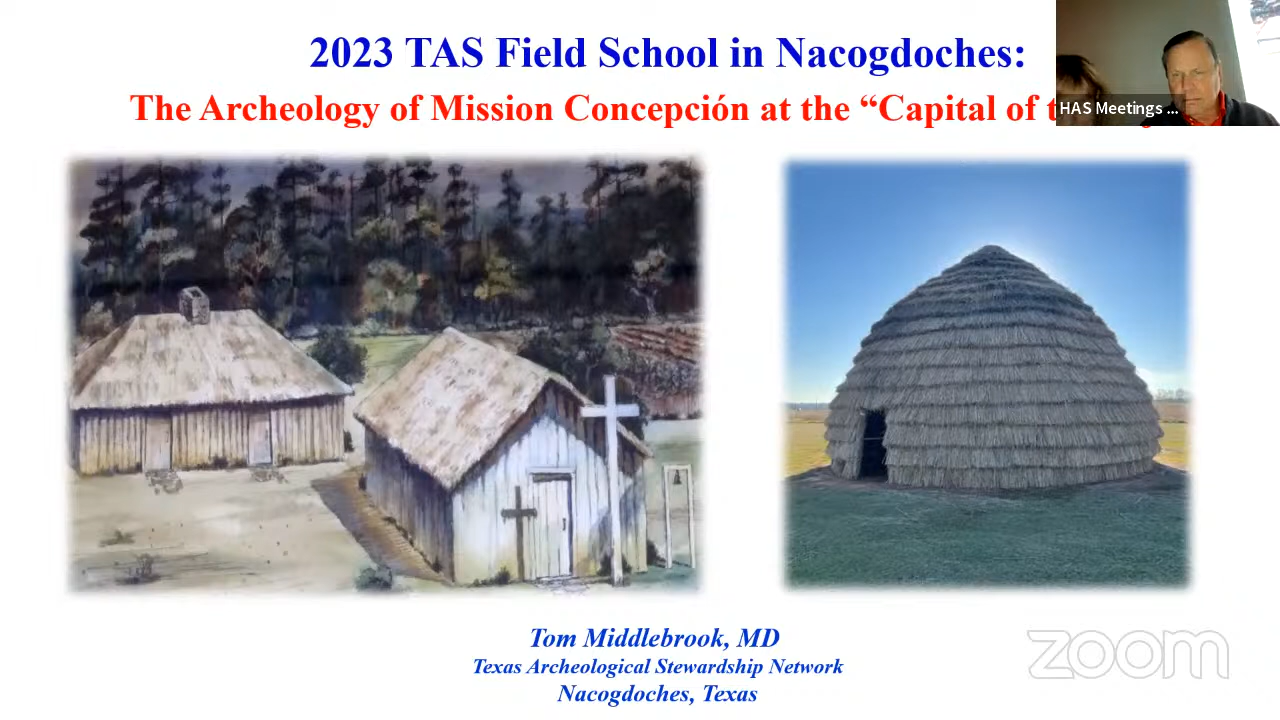 2023 TAS Field School in Nacogdoches:
The Archeology of Mission Concepción at the “Capital of
HAS Meetings ...
Tom Middlebrook, MD
Texas Archeological Stewardship Network
Nacogdoches, Texas
zoom